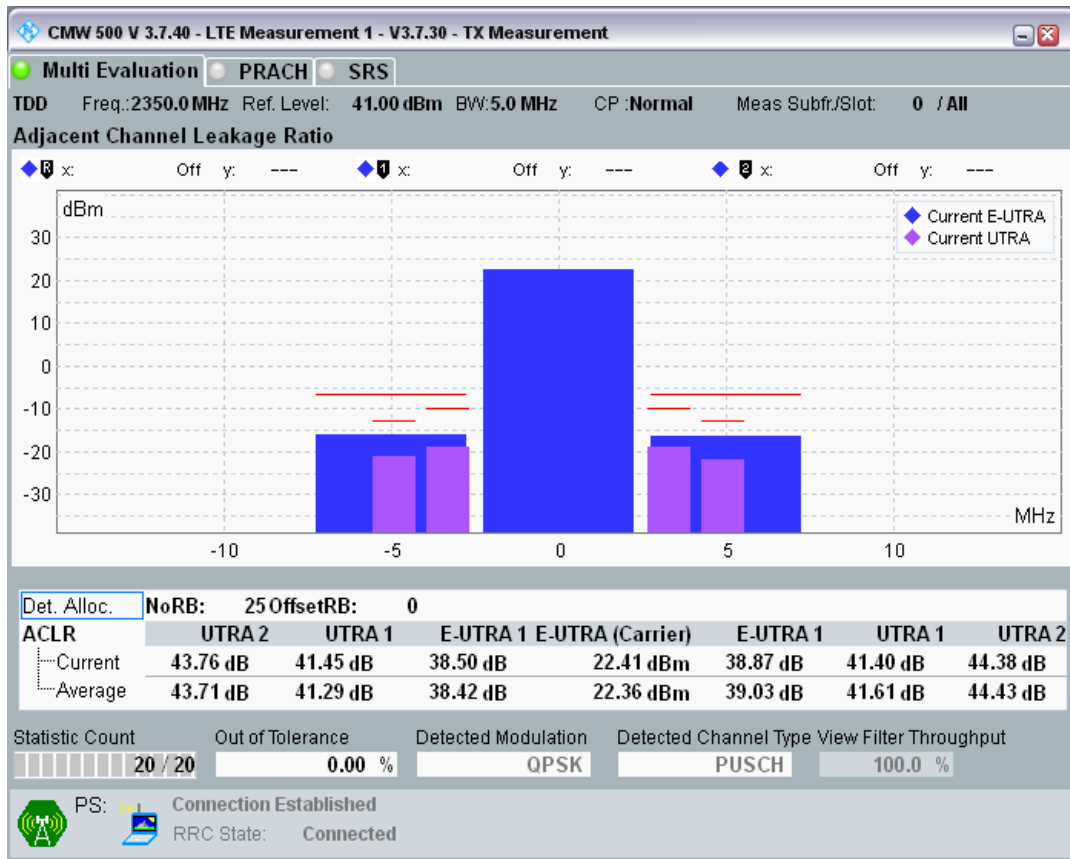 CMW 500 V 3.7.40 - LTE Measurement 1 - V3.7.30 - TX Measurement
Multi Evaluation PRACH SRS
TDD Freq.:2350.0 MHz Ref. Level: 41.00 dBm BW:5.0 MHz CP :Normal Meas Subfr./Slot: 0 / All
Adjacent Channel Leakage Ratio
R x: Off y: --- 1 x: Off y: --- 2 x: Off y: ---
dBm
Current E-UTRA
Current UTRA
30
20
10
0
-10
-20
-30
MHz
-10 -5 0 5 10
Det. Alloc. NoRB: 25 OffsetRB: 0
ACLR UTRA 2 UTRA 1 E-UTRA 1 E-UTRA (Carrier) E-UTRA 1 UTRA 1 UTRA 2
Current 43.76 dB 41.45 dB 38.50 dB 22.41 dBm 38.87 dB 41.40 dB 44.38 dB
Average 43.71 dB 41.29 dB 38.42 dB 22.36 dBm 39.03 dB 41.61 dB 44.43 dB
Statistic Count Out of Tolerance Detected Modulation Detected Channel Type View Filter Throughput
20 / 20 0.00 % QPSK PUSCH 100.0 %
PS: Connection Established
RRC State: Connected